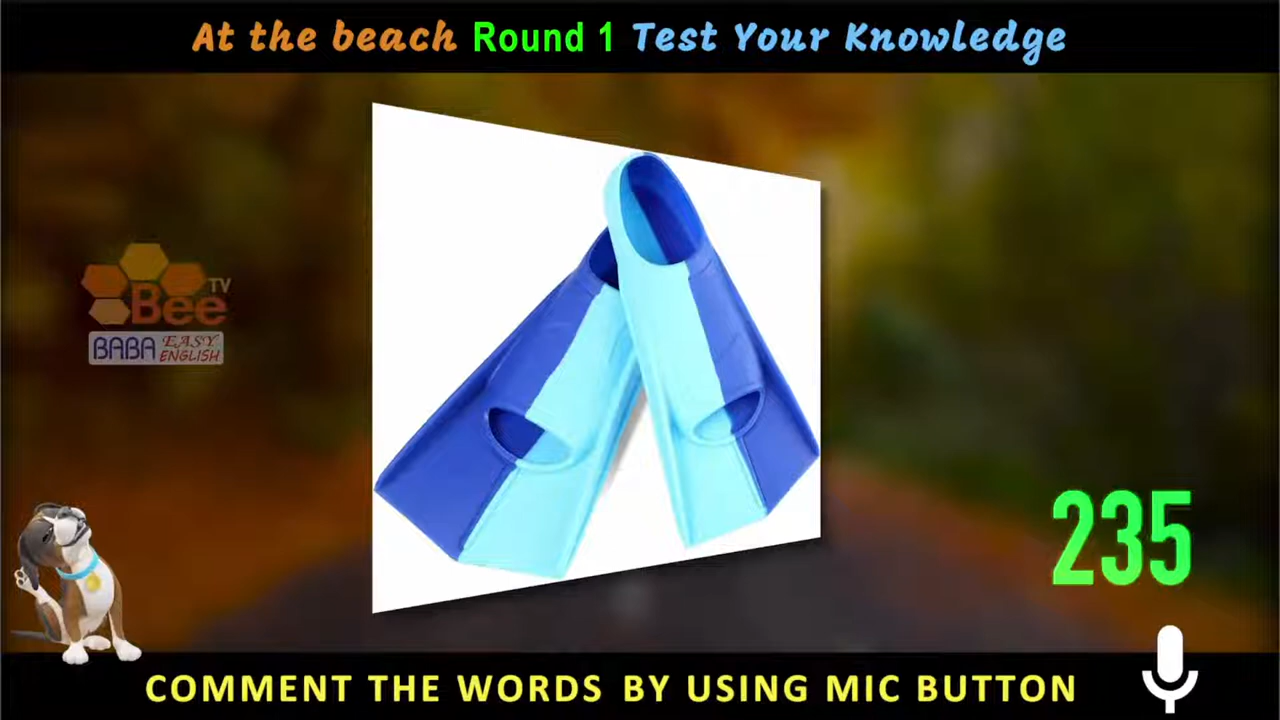 At the beach Round 1 Test Your Knowledge
Bee TV
BABA EASY ENGLISH
235
COMMENT THE WORDS BY USING MIC BUTTON